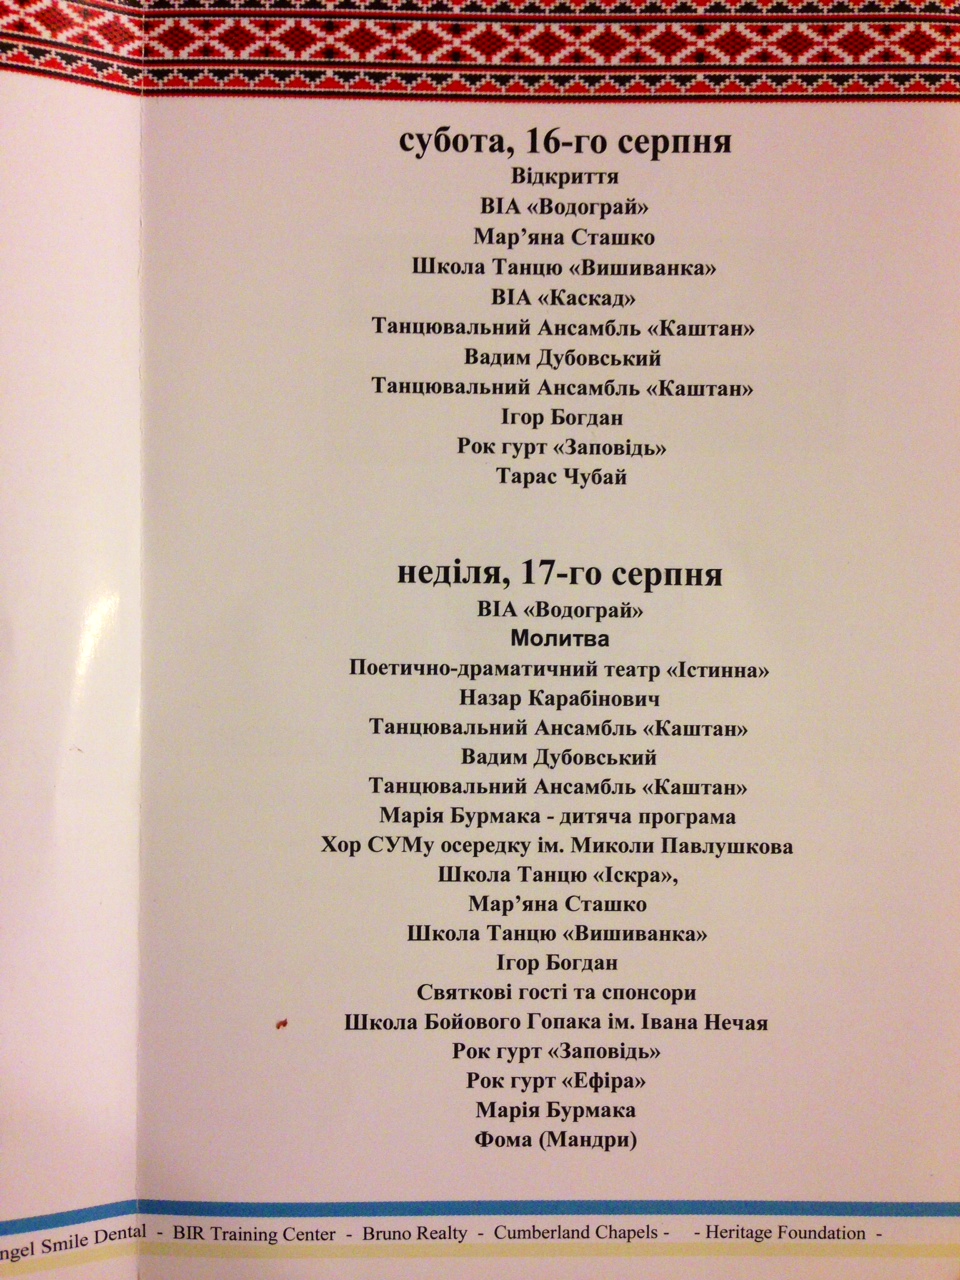 субота, 16-го серпня
Відкриття
ВІА «Водограй»
Мар’яна Сташко
Школа Танцю «Вишиванка»
ВІА «Каскад»
Танцювальний Ансамбль «Каштан»
Вадим Дубовський
Танцювальний Ансамбль «Каштан»
Ігор Богдан
Рок гурт «Заповідь»
Тарас Чубай
неділя, 17-го серпня
ВІА «Водограй»
Молитва
Поетично-драматичний театр «Істинна»
Назар Карабінович
Танцювальний Ансамбль «Каштан»
Вадим Дубовський
Танцювальний Ансамбль «Каштан»
Марія Бурмака - дитяча програма
Хор СУМу осередку ім. Миколи Павлушкова
Школа Танцю «Іскра»,
Мар’яна Сташко
Школа Танцю «Вишиванка»
Ігор Богдан
Святкові гості та спонсори
Школа Бойового Гопака ім. Івана Нечая
Рок гурт «Заповідь»
Рок гурт «Ефіра»
Марія Бурмака
Фома (Мандри)
ngel Smile Dental - BIR Training Center - Bruno Realty - Cumberland Chapels - - Heritage Foundation -